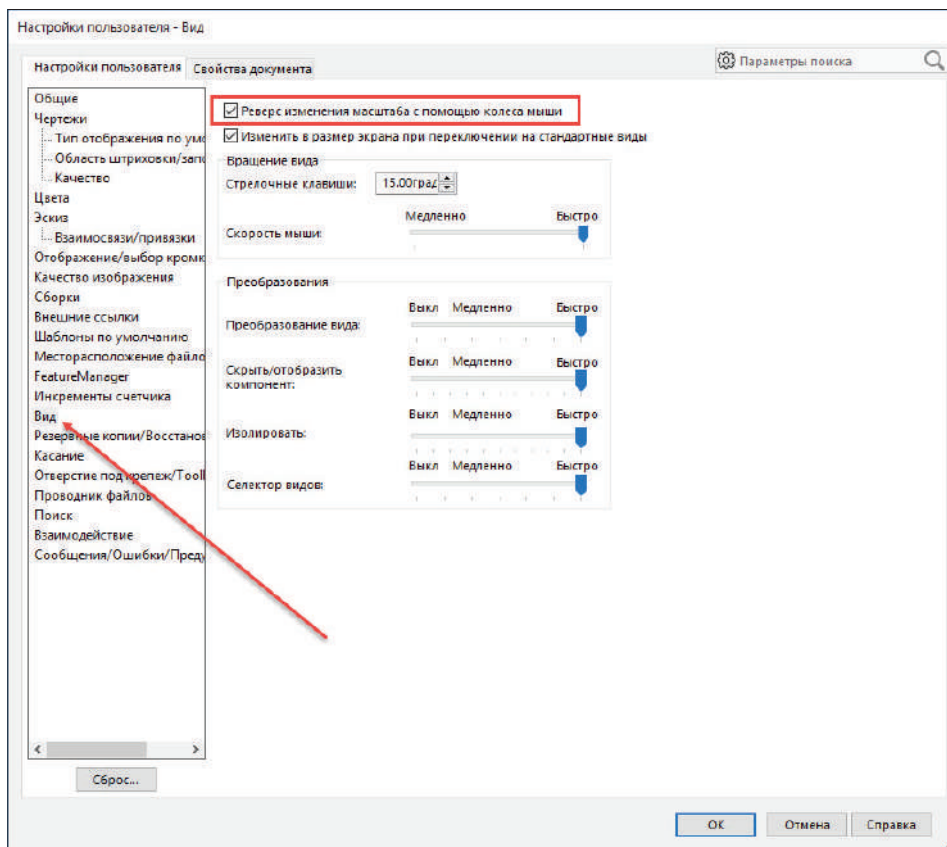 Настройки пользователя - Вид
Настройки пользователя Свойства документа
Параметры поиска
Общие
Чертежи
Тип отображения по умо
Область штриховки/запо
Качество
Цвета
Эскиз
Взаимосвязи/привязки
Отображение/выбор кромк
Качество изображения
Сборки
Внешние ссылки
Шаблоны по умолчанию
Месторасположение файло
FeatureManager
Инкременты счетчика
Вид
Резервные копии/Восстанов
Касание
Отверстие под крепеж/Tooll
Проводник файлов
Поиск
Взаимодействие
Сообщения/Ошибки/Преду
Сброс...
Реверс изменения масштаба с помощью колеса мыши
Изменить в размер экрана при переключении на стандартные виды
Вращение вида
Стрелочные клавиши: 15.00град
Медленно Быстро
Скорость мыши:
Преобразования
Выкл Медленно Быстро
Преобразование вида:
Выкл Медленно Быстро
Скрыть/отобразить
компонент:
Выкл Медленно Быстро
Изолировать:
Выкл Медленно Быстро
Селектор видов:
ОК Отмена Справка